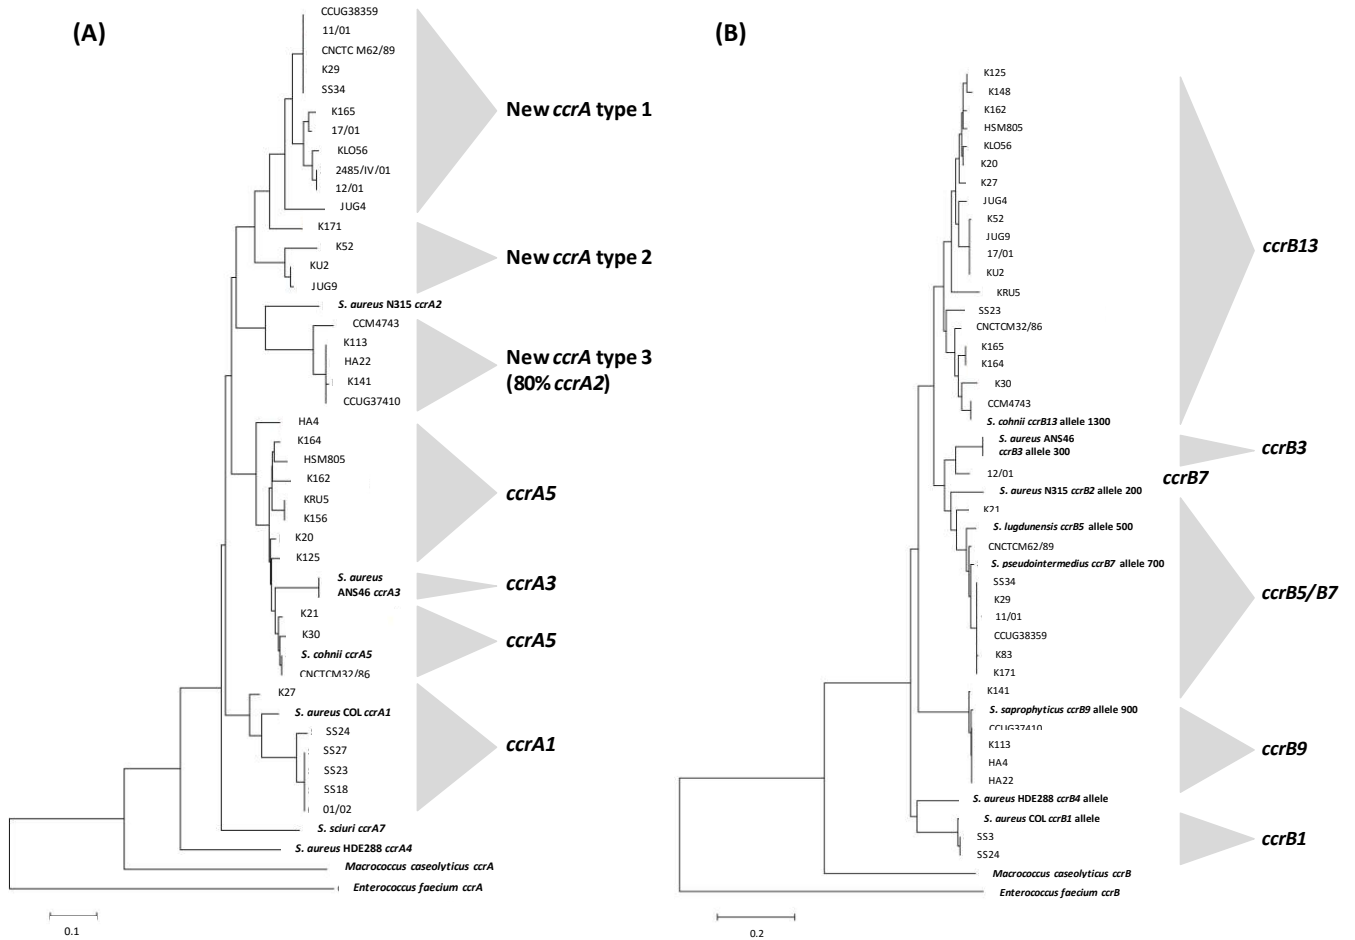 (A)
CCUG38359
11/01
CNCTC M62/89
K29
SS34
K165
17/01
KLO56
2485/IV/01
12/01
JUG4
K171
K52
KU2
JUG9
S. aureus N315 ccrA2
CCM4743
K113
HA22
K141
CCUG37410
HA4
K164
HSM805
K162
KRU5
K156
K20
K125
S. aureus
ANS46 ccrA3
K21
K30
S. cohnii ccrA5
CNCTCM32/86
K27
S. aureus COL ccrA1
SS24
SS27
SS23
SS18
01/02
S. sciuri ccrA7
S. aureus HDE288 ccrA4
Macrococcus caseolyticus ccrA
Enterococcus faecium ccrA
0.1
New ccrA type 1
New ccrA type 2
New ccrA type 3
(80% ccrA2)
ccrA5
ccrA3
ccrA5
ccrA1
(B)
K125
K148
K162
HSM805
KLO56
K20
K27
JUG4
K52
JUG9
17/01
KU2
KRU5
SS23
CNCTCM32/86
K165
K164
K30
CCM4743
S. cohnii ccrB13 allele 1300
S. aureus ANS46
ccrB3 allele 300
12/01
S. aureus N315 ccrB2 allele 200
K21
S. lugdunensis ccrB5 allele 500
CNCTCM62/89
S. pseudointermedius ccrB7 allele 700
SS34
K29
11/01
CCUG38359
K83
K171
K141
S. saprophyticus ccrB9 allele 900
CCUG37410
K113
HA4
HA22
S. aureus HDE288 ccrB4 allele
S. aureus COL ccrB1 allele
SS3
SS24
Macrococcus caseolyticus ccrB
Enterococcus faecium ccrB
0.2
ccrB13
ccrB3
ccrB7
ccrB5/B7
ccrB9
ccrB1